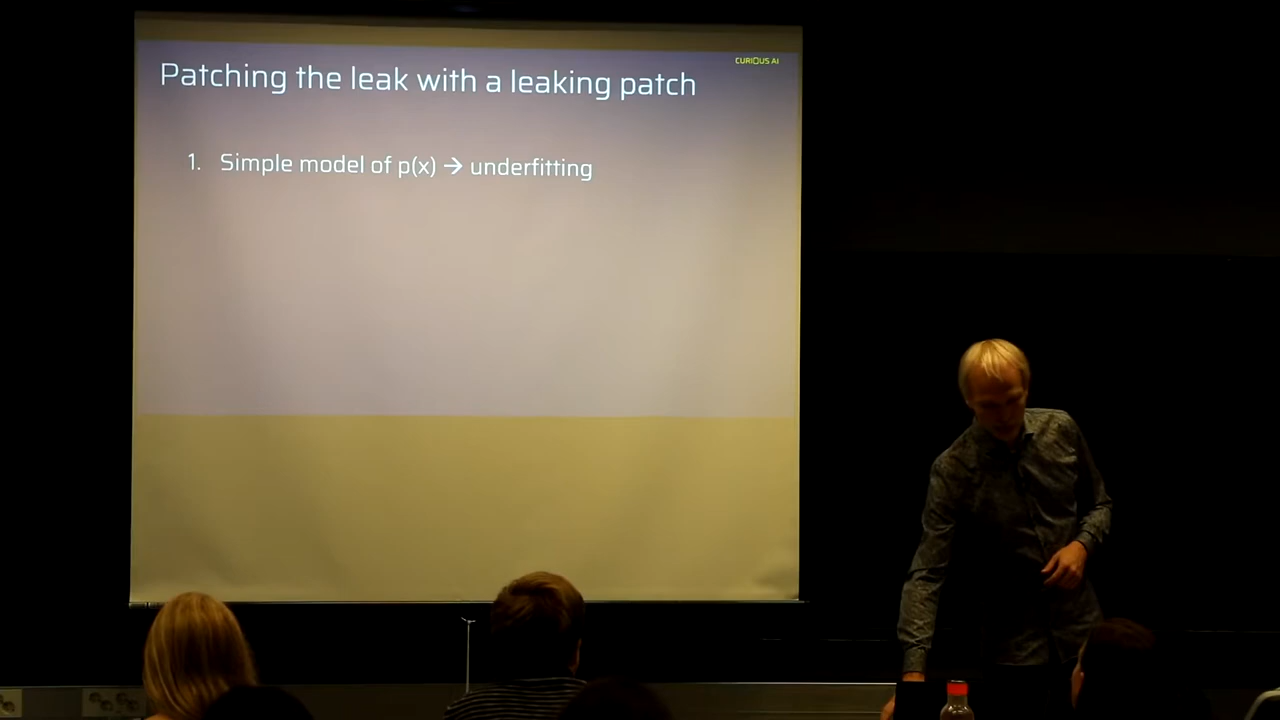 CURIOUS AI
Patching the leak with a leaking patch
1. Simple model of p(x) → underfitting